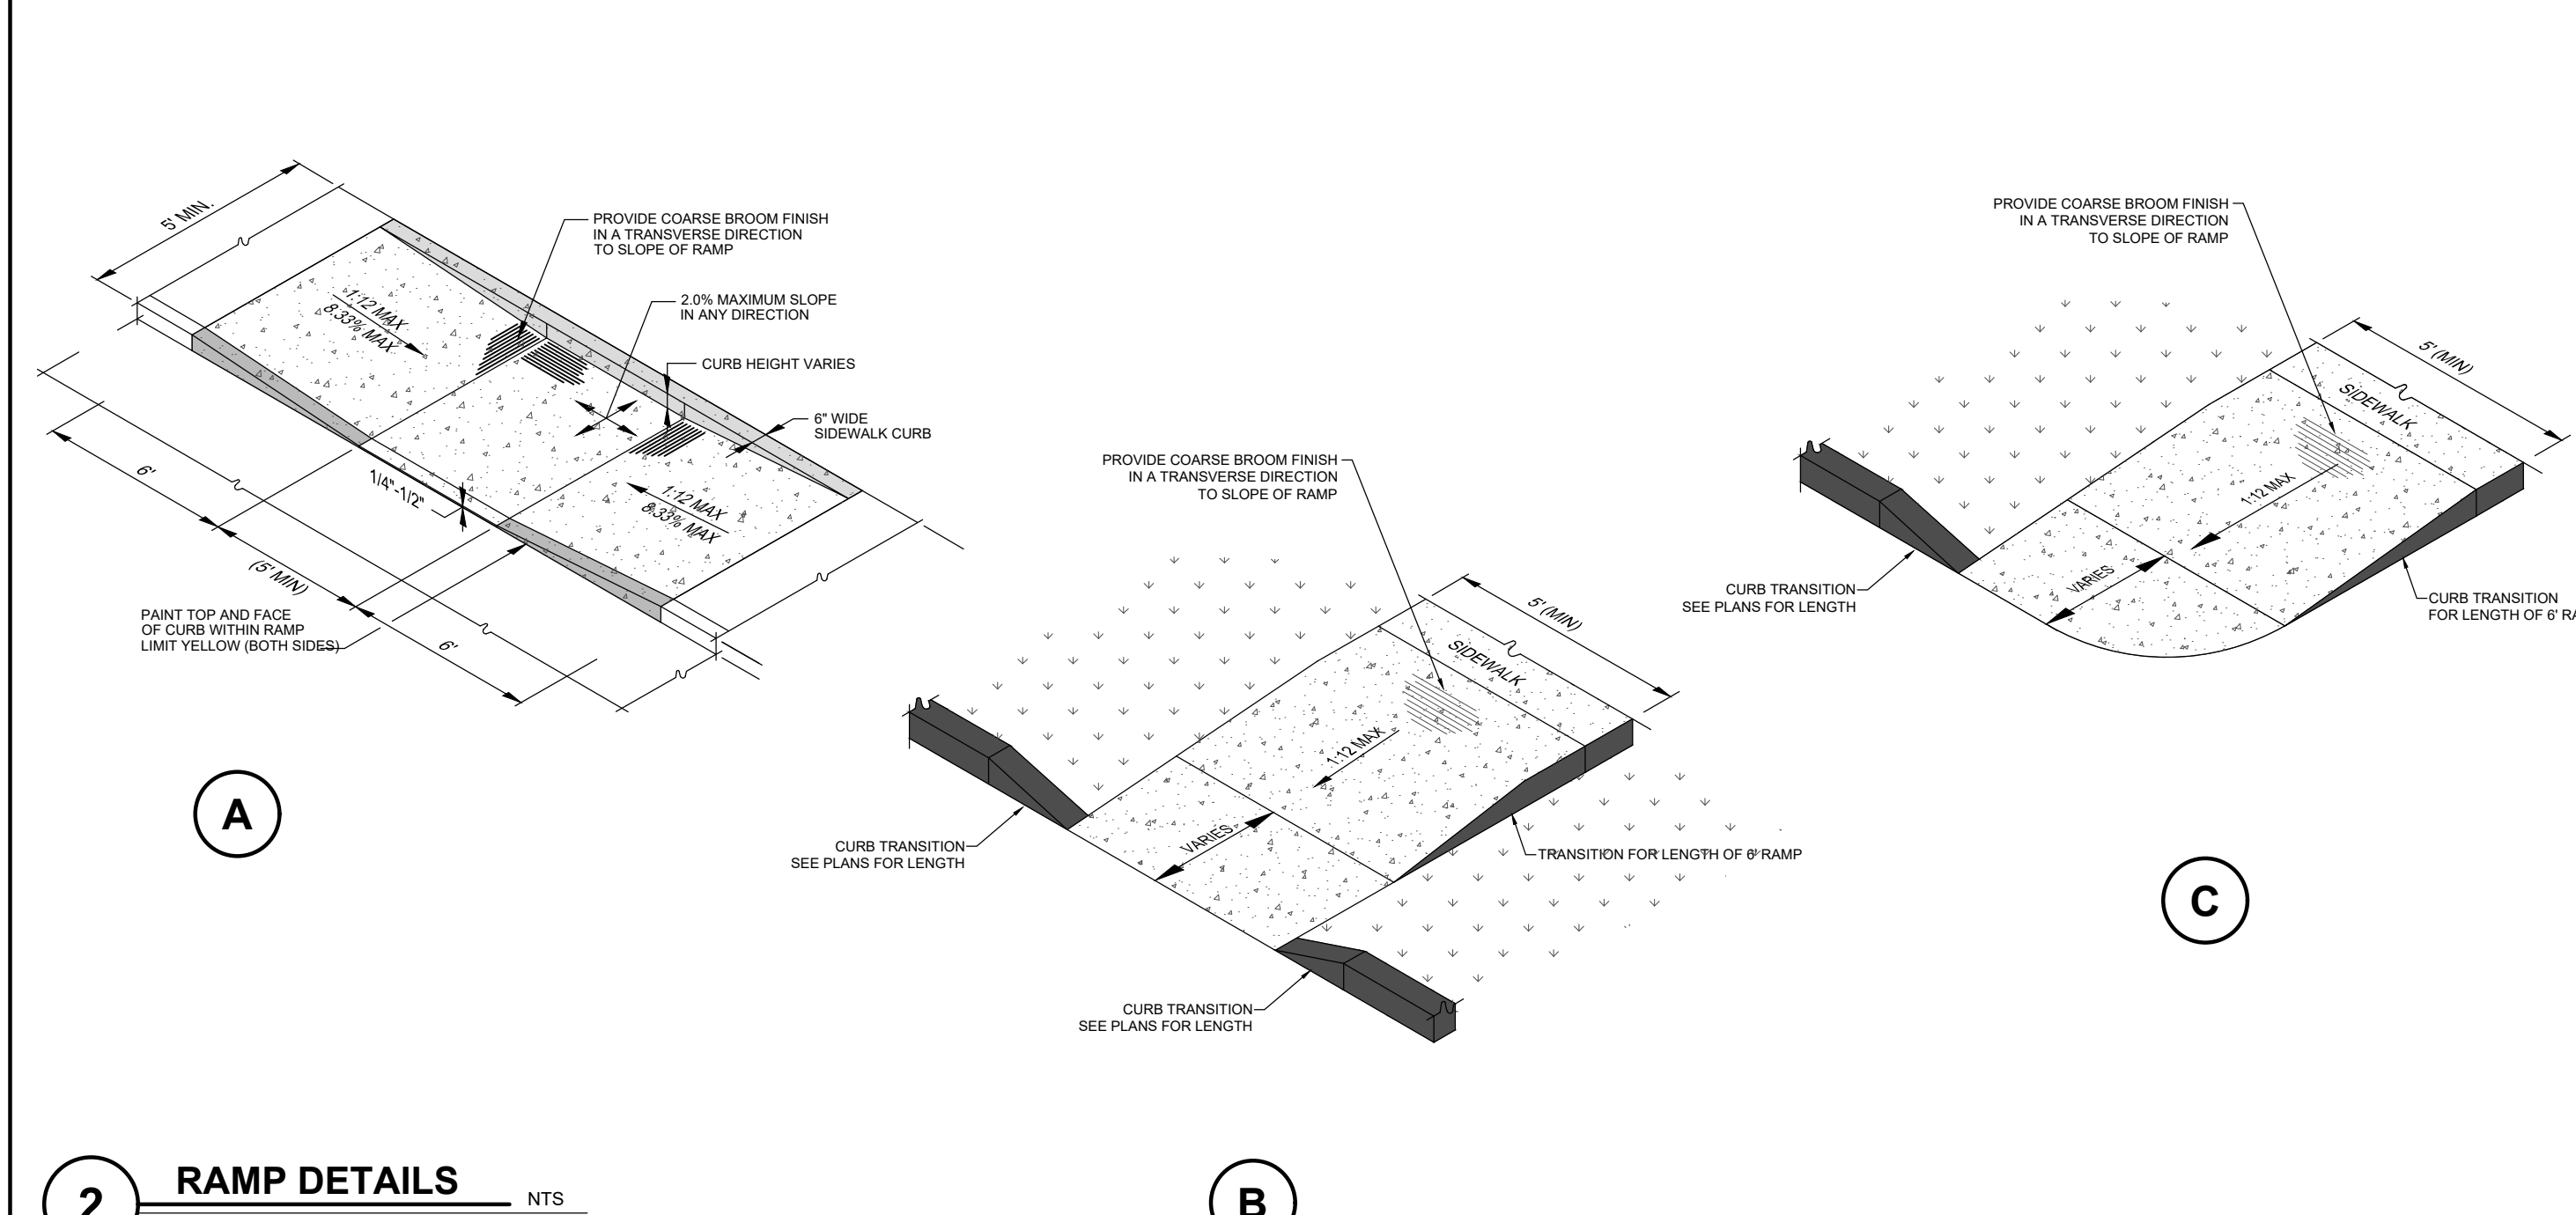 5' MIN.
PROVIDE COARSE BROOM FINISH
IN A TRANSVERSE DIRECTION
TO SLOPE OF RAMP
2.0% MAXIMUM SLOPE
IN ANY DIRECTION
CURB HEIGHT VARIES
6" WIDE
SIDEWALK CURB
1:12 MAX
8.33% MAX
1:12 MAX
8.33% MAX
1/4"-1/2"
6'
(5' MIN)
6'
PAINT TOP AND FACE
OF CURB WITHIN RAMP
LIMIT YELLOW (BOTH SIDES)
A
PROVIDE COARSE BROOM FINISH
IN A TRANSVERSE DIRECTION
TO SLOPE OF RAMP
5' (MIN)
SIDEWALK
1:12 MAX
VARIES
CURB TRANSITION
SEE PLANS FOR LENGTH
TRANSITION FOR LENGTH OF 6' RAMP
CURB TRANSITION
SEE PLANS FOR LENGTH
B
PROVIDE COARSE BROOM FINISH
IN A TRANSVERSE DIRECTION
TO SLOPE OF RAMP
5' (MIN)
SIDEWALK
1:12 MAX
VARIES
CURB TRANSITION
SEE PLANS FOR LENGTH
CURB TRANSITION
FOR LENGTH OF 6' RA
C
2
RAMP DETAILS
NTS